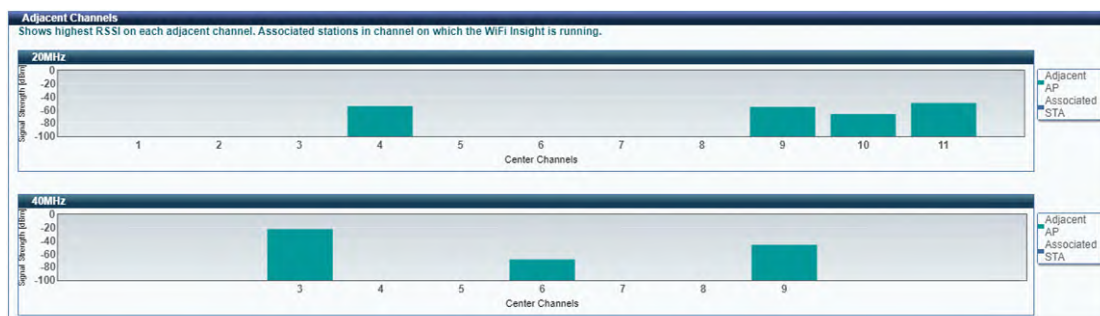 Adjacent Channels
Shows highest RSSI on each adjacent channel. Associated stations in channel on which the WiFi Insight is running.
20MHz
Signal Strength [dBm]
0
-20
-40
-60
-80
-100
1 2 3 4 5 6 7 8 9 10 11
Center Channels
Adjacent
AP
Associated
STA
40MHz
Signal Strength [dBm]
0
-20
-40
-60
-80
-100
3 4 5 6 7 8 9
Center Channels
Adjacent
AP
Associated
STA